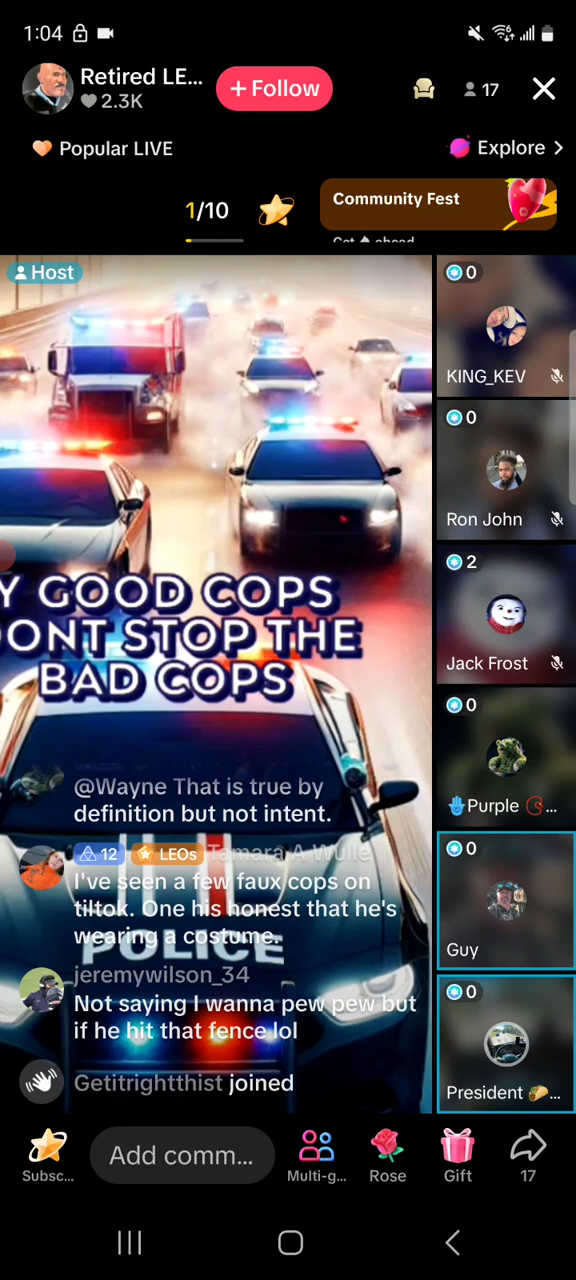 1:04
Retired LE...
2.3K
+ Follow
17
Popular LIVE
Explore >
1/10
Community Fest
Host
0
KING_KEV
0
Ron John
2
Jack Frost
0
Purple
0
Guy
0
President
Y GOOD COPS
DONT STOP THE
BAD COPS
@Wayne That is true by
definition but not intent.
12 LEOs Tamara A Wulle
I've seen a few faux cops on
tiltok. One his honest that he's
wearing a costume.
POLICE
jeremywilson_34
Not saying I wanna pew pew but
if he hit that fence lol
Getitrightthist joined
Subsc...
Add comm...
Multi-g...
Rose
Gift
17